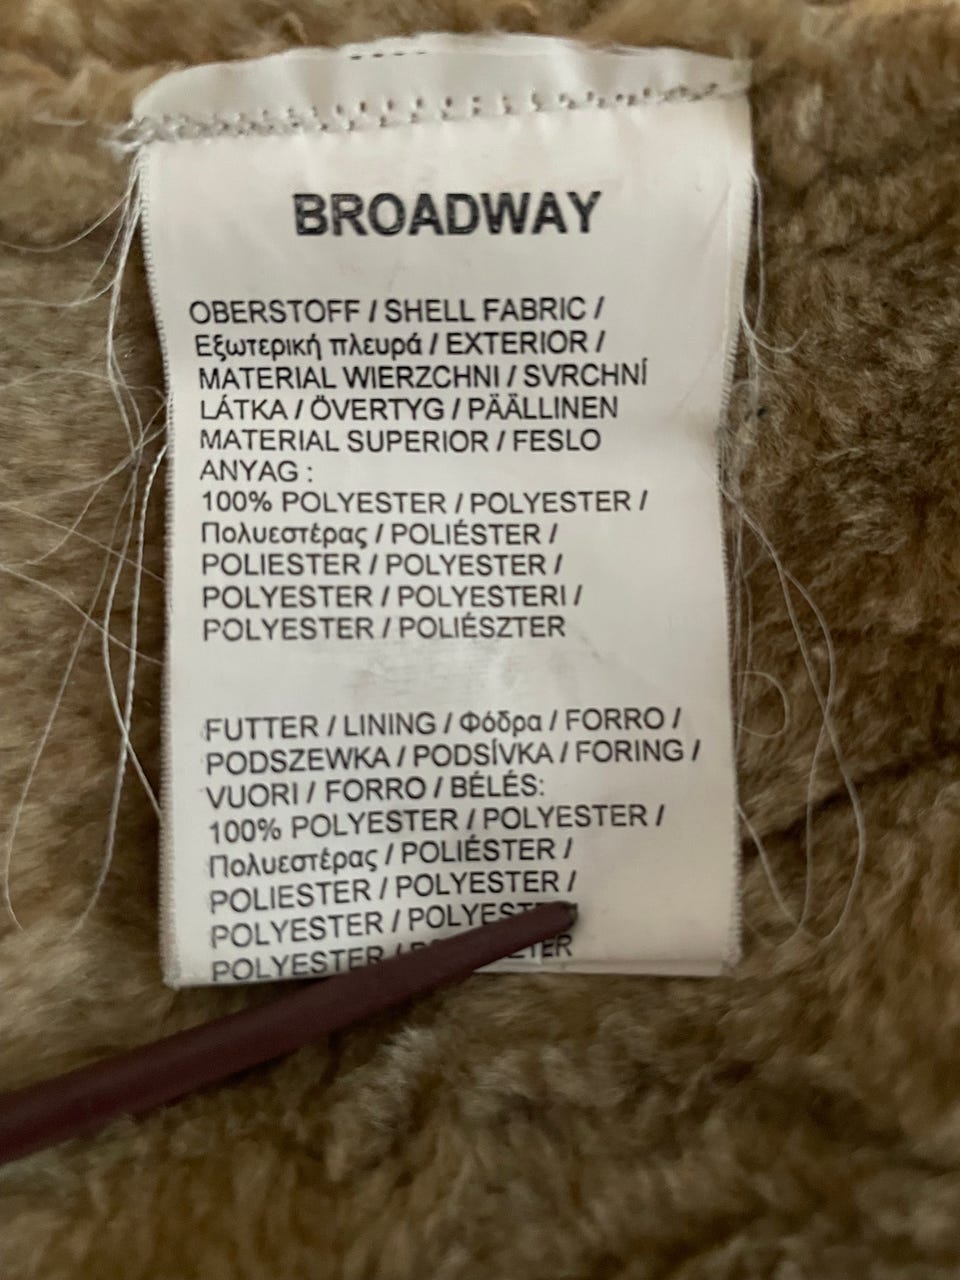 BROADWAY
OBERSTOFF / SHELL FABRIC /
Εξωτερική πλευρά / EXTERIOR /
MATERIAL WIERZCHNI / SVRCHNÍ
LÁTKA / ÖVERTYG / PÄÄLLINEN
MATERIAL SUPERIOR / FESLO
ANYAG :
100% POLYESTER / POLYESTER /
Πολυεστέρας / POLIÉSTER /
POLIESTER / POLYESTER /
POLYESTER / POLYESTERI /
POLYESTER / POLIÉSZTER
FUTTER / LINING / Φόδρα / FORRO /
PODSZEWKA / PODSÍVKA / FORING /
VUORI / FORRO / BÉLÉS:
100% POLYESTER / POLYESTER /
Πολυεστέρας / POLIÉSTER /
POLIESTER / POLYESTER /
POLYESTER /
POLYESTER /